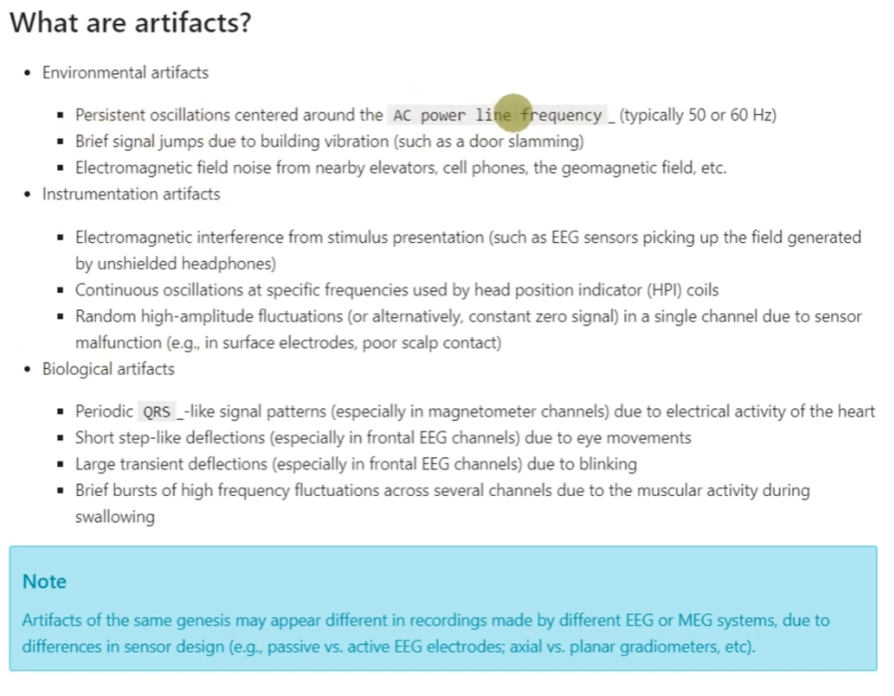 What are artifacts?
• Environmental artifacts
▪ Persistent oscillations centered around the AC power line frequency _ (typically 50 or 60 Hz)
▪ Brief signal jumps due to building vibration (such as a door slamming)
▪ Electromagnetic field noise from nearby elevators, cell phones, the geomagnetic field, etc.
• Instrumentation artifacts
▪ Electromagnetic interference from stimulus presentation (such as EEG sensors picking up the field generated
by unshielded headphones)
▪ Continuous oscillations at specific frequencies used by head position indicator (HPI) coils
▪ Random high-amplitude fluctuations (or alternatively, constant zero signal) in a single channel due to sensor
malfunction (e.g., in surface electrodes, poor scalp contact)
• Biological artifacts
▪ Periodic QRS _-like signal patterns (especially in magnetometer channels) due to electrical activity of the heart
▪ Short step-like deflections (especially in frontal EEG channels) due to eye movements
▪ Large transient deflections (especially in frontal EEG channels) due to blinking
▪ Brief bursts of high frequency fluctuations across several channels due to the muscular activity during
swallowing
Note
Artifacts of the same genesis may appear different in recordings made by different EEG or MEG systems, due to
differences in sensor design (e.g., passive vs. active EEG electrodes; axial vs. planar gradiometers, etc).